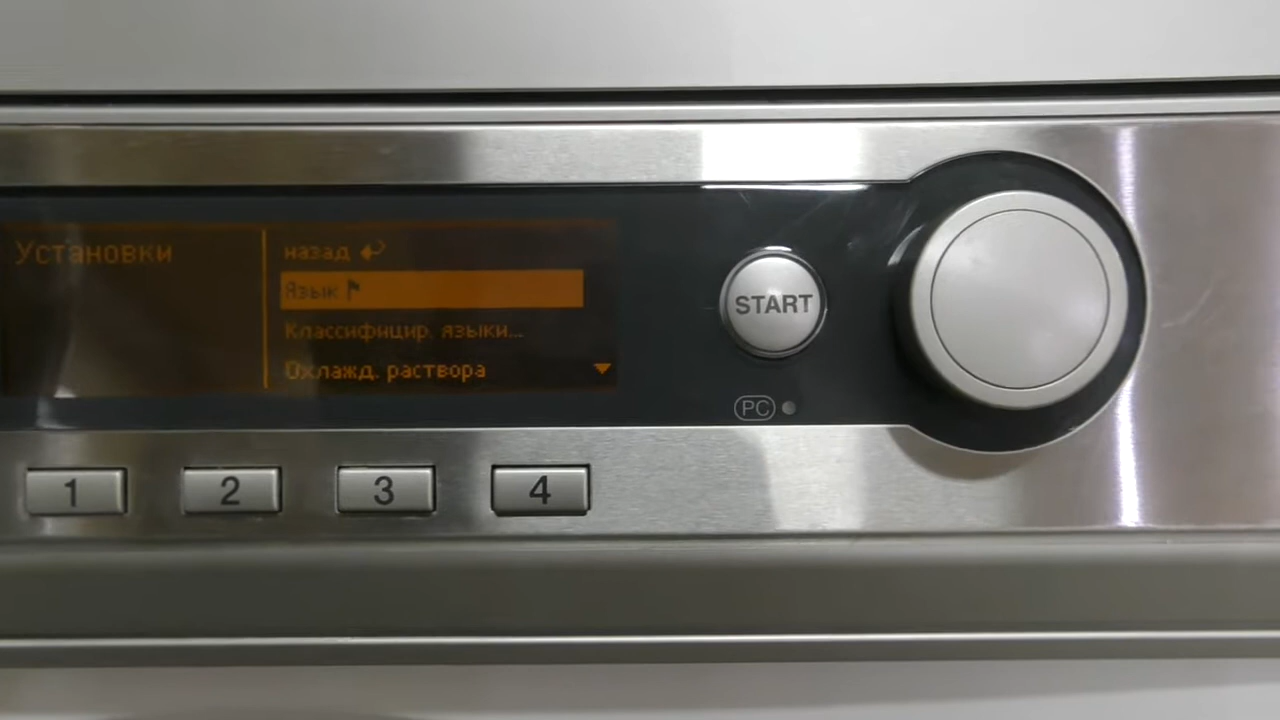 Установки
назад
Язык
Классифицир. языки...
Охлажд. раствора
START
PC
1 2 3 4